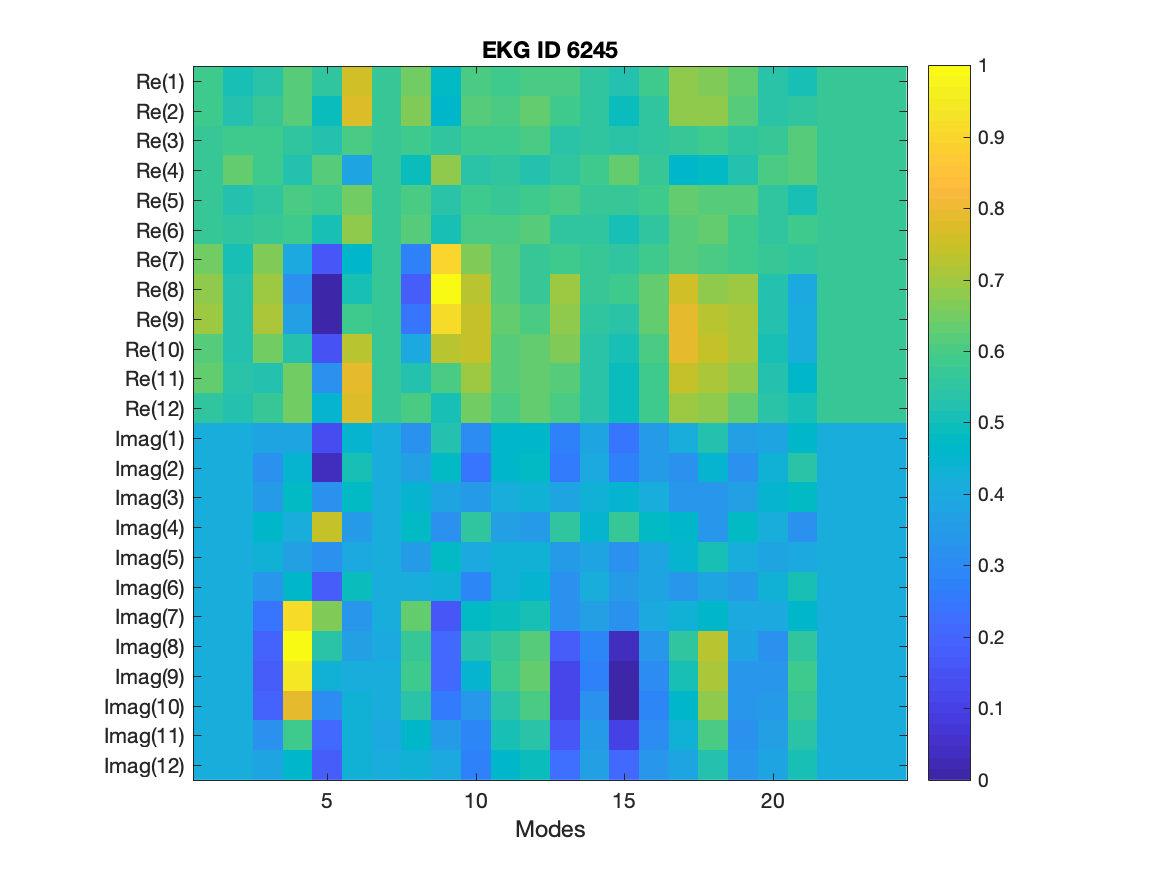 EKG ID 6245
Re(1)
Re(2)
Re(3)
Re(4)
Re(5)
Re(6)
Re(7)
Re(8)
Re(9)
Re(10)
Re(11)
Re(12)
Imag(1)
Imag(2)
Imag(3)
Imag(4)
Imag(5)
Imag(6)
Imag(7)
Imag(8)
Imag(9)
Imag(10)
Imag(11)
Imag(12)
5 10 15 20
Modes
1
0.9
0.8
0.7
0.6
0.5
0.4
0.3
0.2
0.1
0